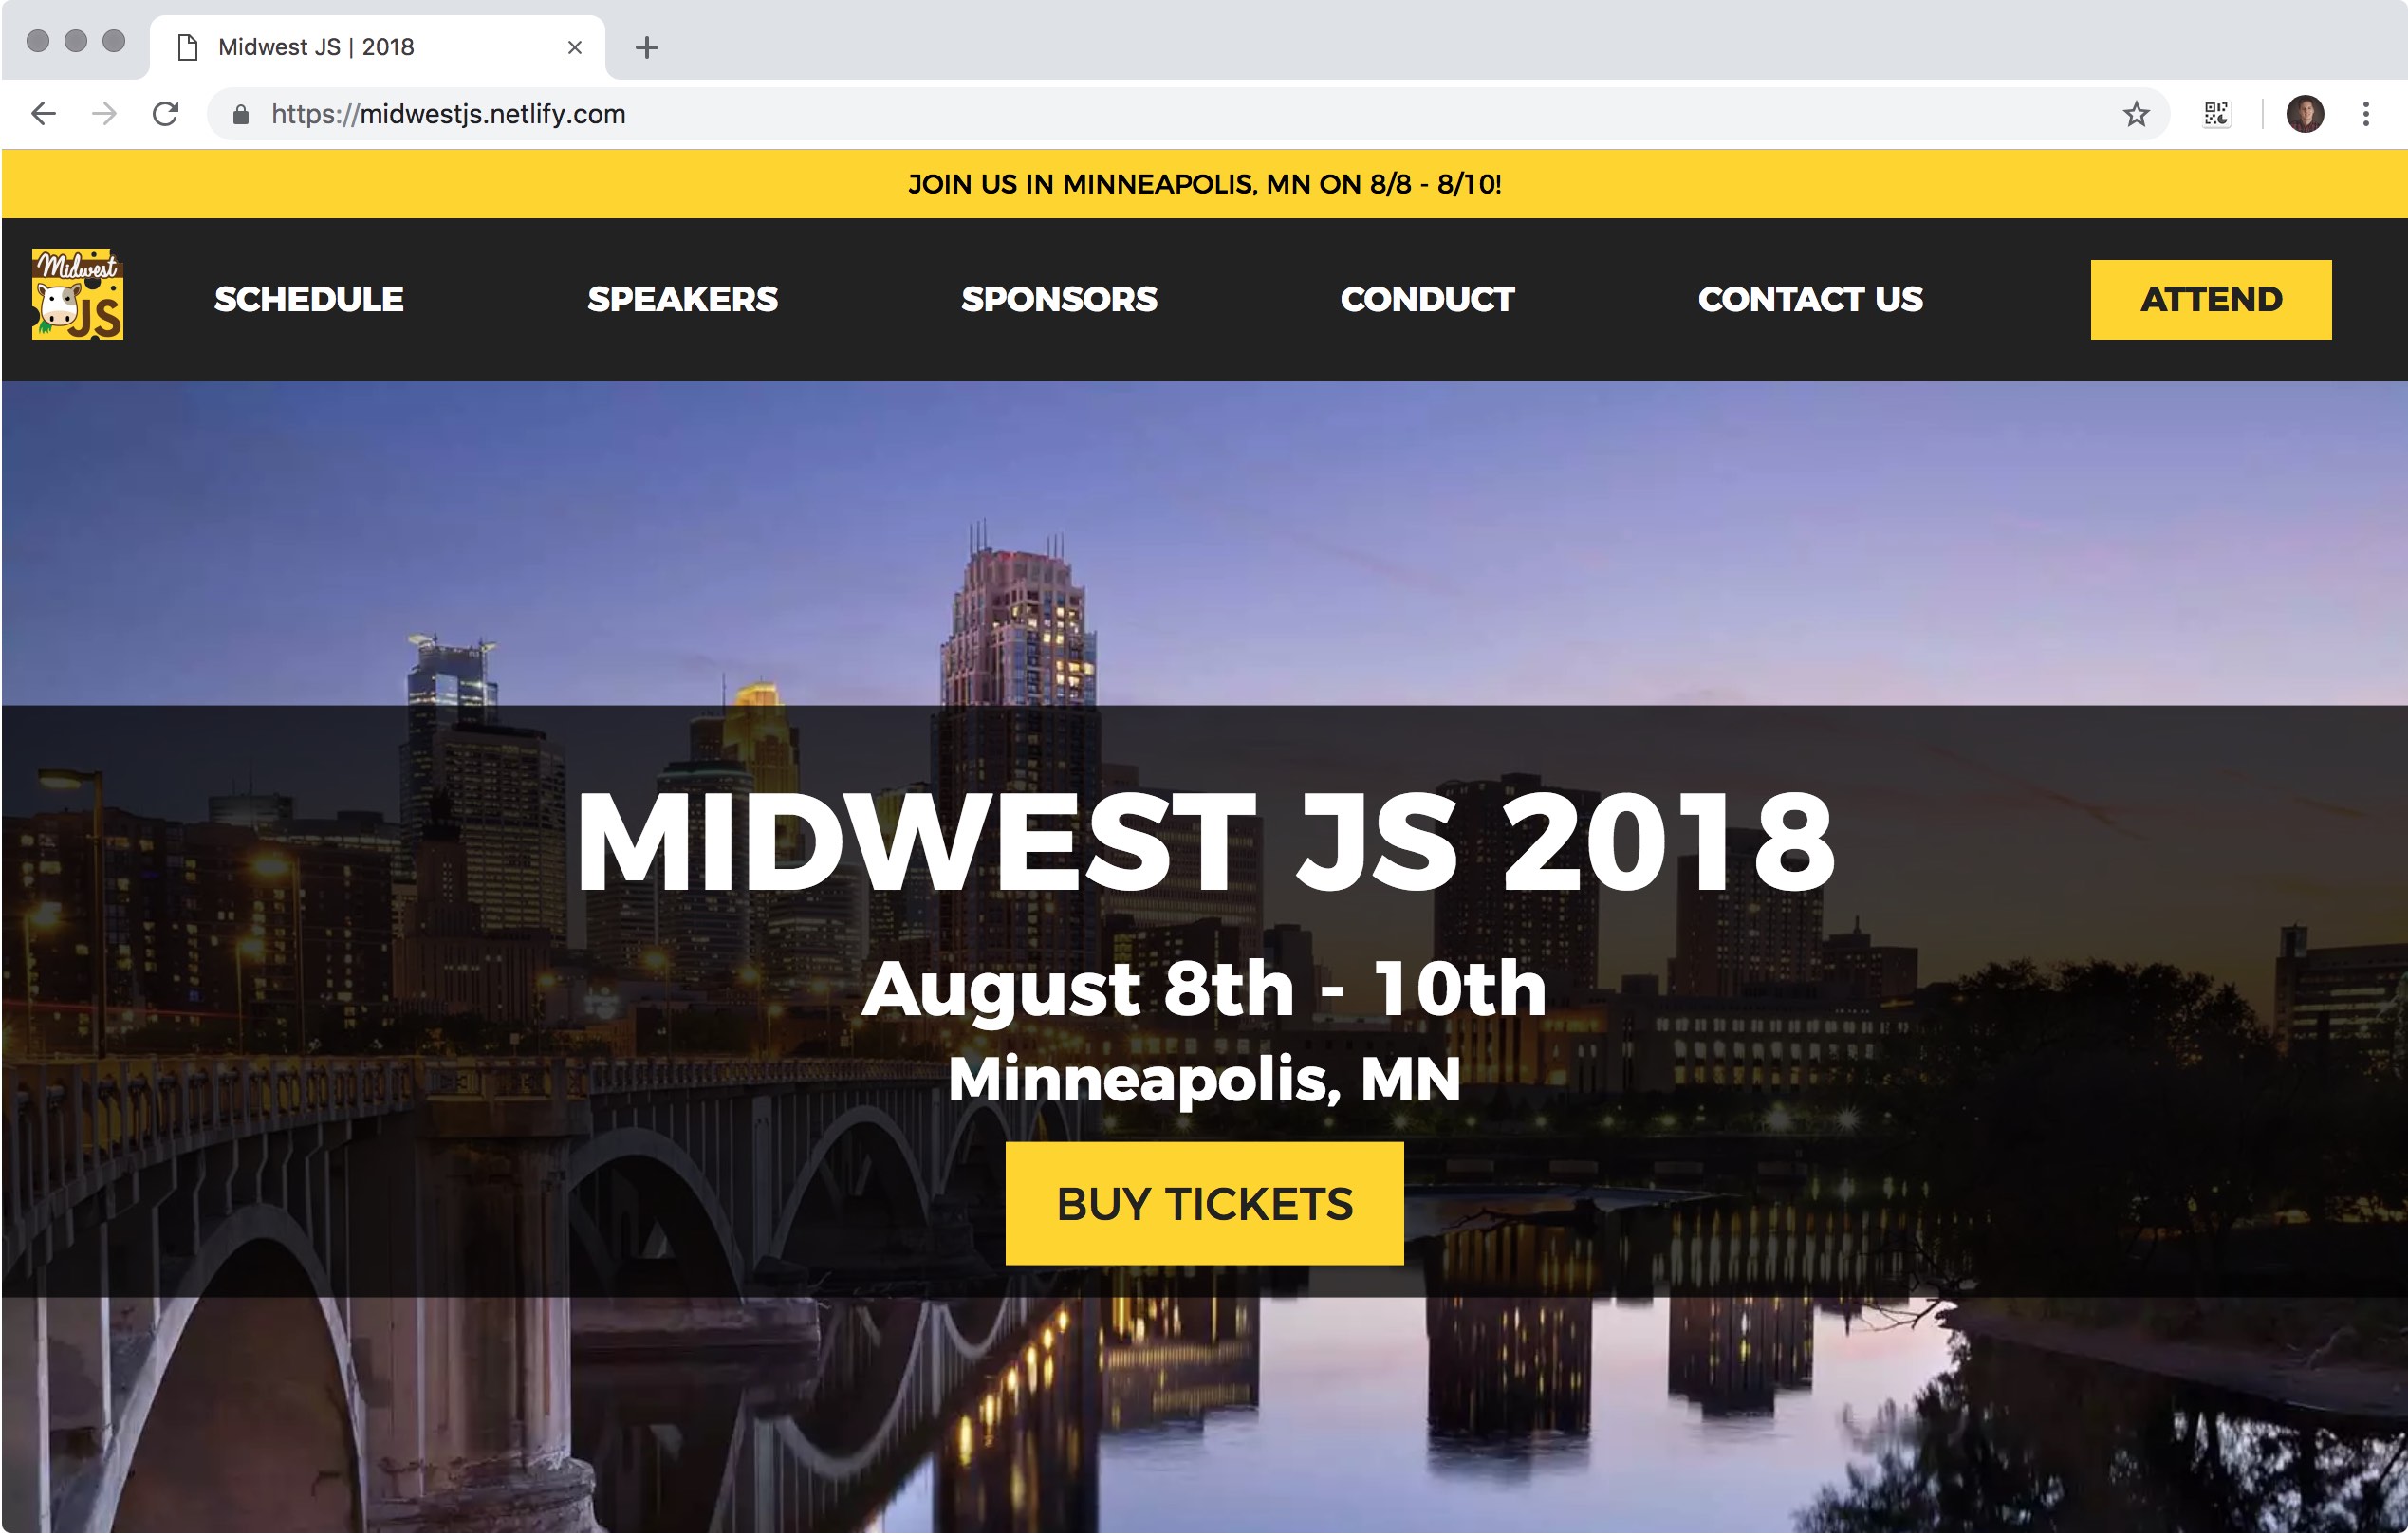 Midwest JS | 2018
https://midwestjs.netlify.com
JOIN US IN MINNEAPOLIS, MN ON 8/8 - 8/10!
Midwest
JS
SCHEDULE
SPEAKERS
SPONSORS
CONDUCT
CONTACT US
ATTEND
MIDWEST JS 2018
August 8th - 10th
Minneapolis, MN
BUY TICKETS